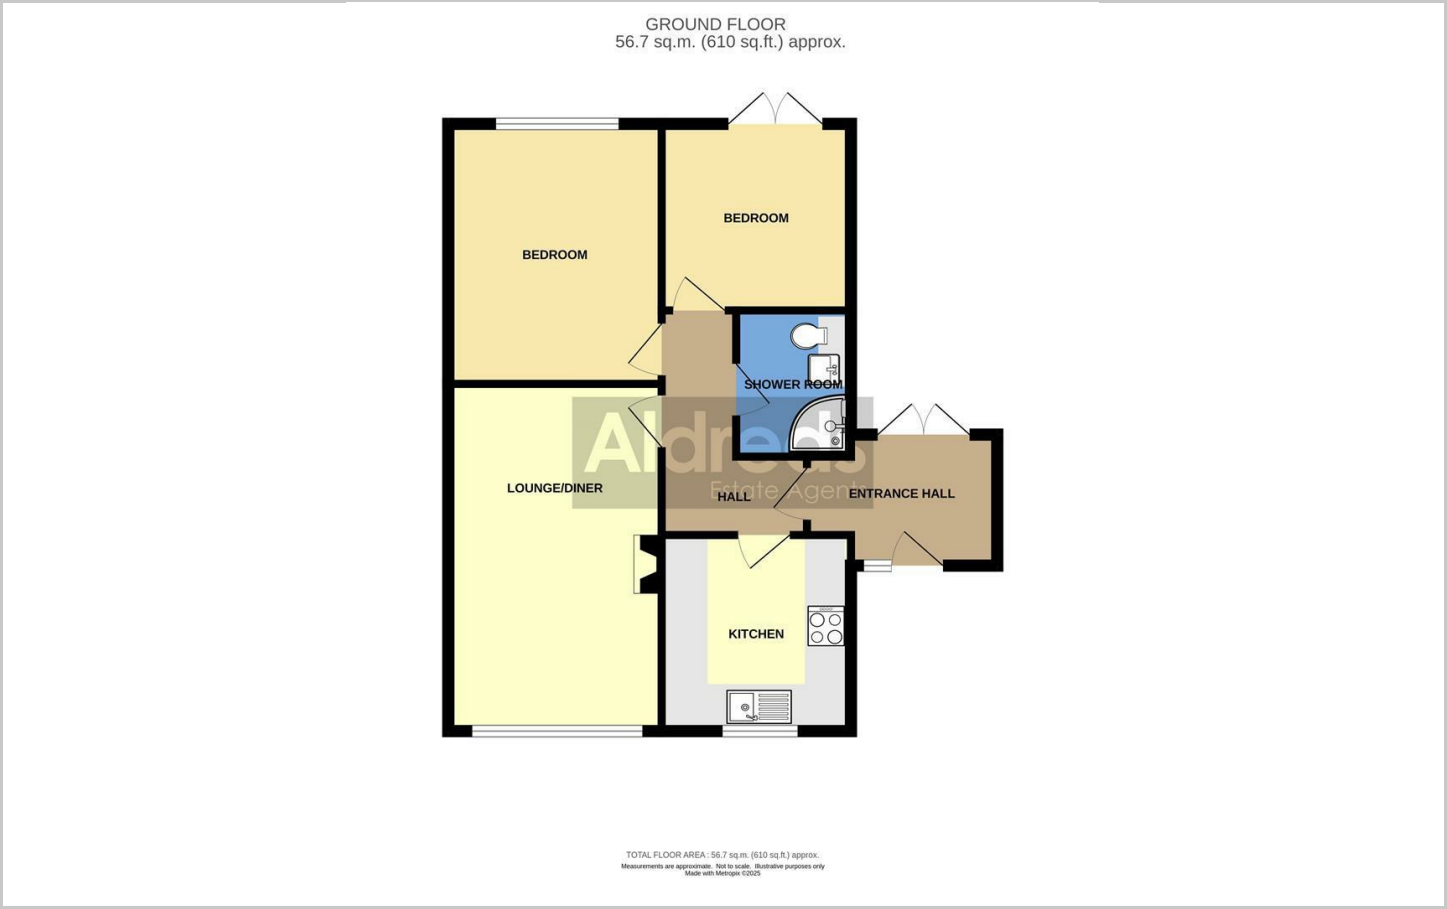 GROUND FLOOR
56.7 sq.m. (610 sq.ft.) approx.
BEDROOM
BEDROOM
SHOWER ROOM
Aldreds
Estate Agents
LOUNGE/DINER
HALL
ENTRANCE HALL
KITCHEN
TOTAL FLOOR AREA : 56.7 sq.m. (610 sq.ft.) approx.
Measurements are approximate. Not to scale. Illustrative purposes only
Made with Metropix ©2025